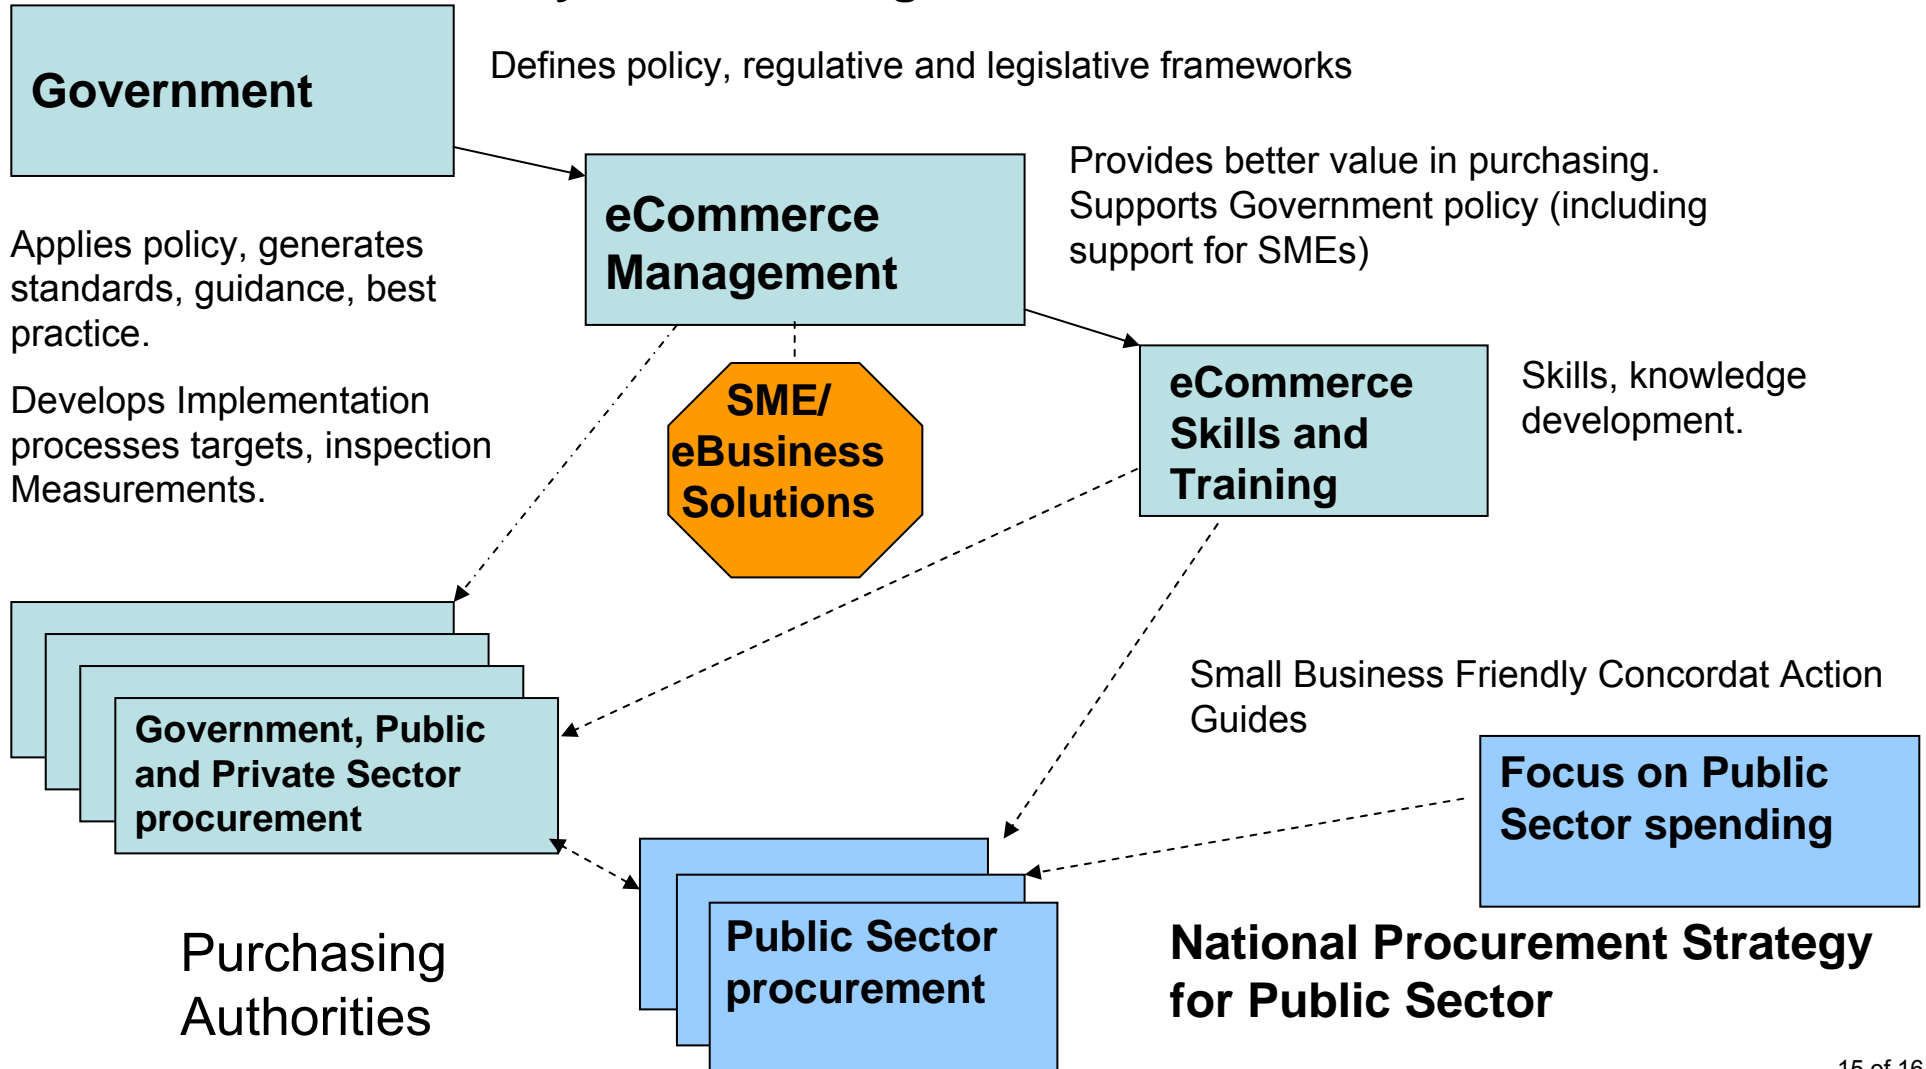 Government
Defines policy, regulative and legislative frameworks
eCommerce
Management
Provides better value in purchasing.
Supports Government policy (including
support for SMEs)
Applies policy, generates
standards, guidance, best
practice.
Develops Implementation
processes targets, inspection
Measurements.
SME/
eBusiness
Solutions
eCommerce
Skills and
Training
Skills, knowledge
development.
Government, Public
and Private Sector
procurement
Small Business Friendly Concordat Action
Guides
Focus on Public
Sector spending
Public Sector
procurement
Purchasing
Authorities
National Procurement Strategy
for Public Sector
15 of 16